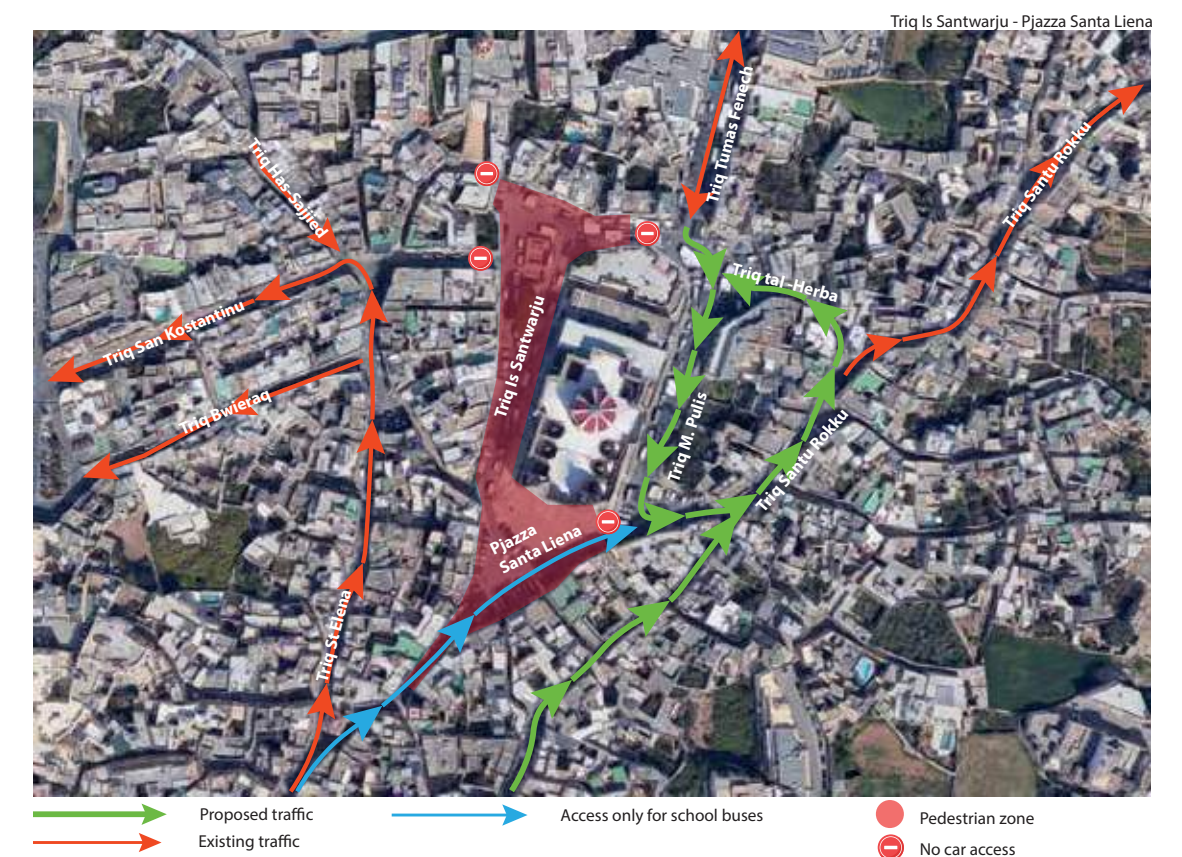 Triq Is Santwarju - Pjazza Santa Liena
Triq Tumas Fenech
Triq Santu Rokku
Triq Has-Sajjied
Triq tal -Herba
Triq San Kostantinu
Triq Is Santwarju
Triq Bwieraq
Triq M. Pulis
Triq Santu Rokku
Pjazza
Santa Liena
Triq St Elena
Proposed traffic
Access only for school buses
Pedestrian zone
Existing traffic
No car access